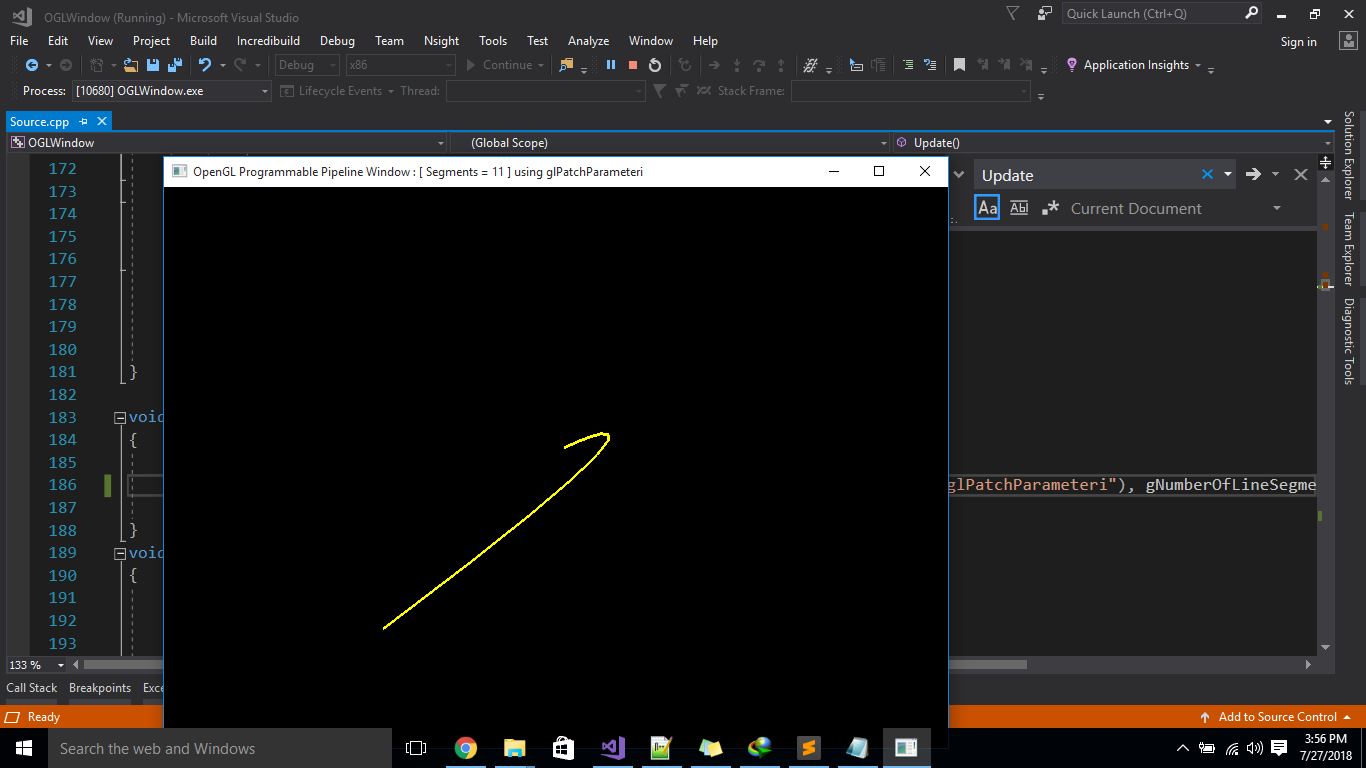 OGLWindow (Running) - Microsoft Visual Studio
Quick Launch (Ctrl+Q)
File Edit View Project Build Incredibuild Debug Team Nsight Tools Test Analyze Window Help
Sign in
Debug x86 Continue Application Insights
Process: [10680] OGLWindow.exe Lifecycle Events Thread: Stack Frame:
Source.cpp
OGLWindow (Global Scope) Update()
OpenGL Programmable Pipeline Window : [ Segments = 11 ] using glPatchParameteri
Update
Aa Abl .* Current Document
172
173
174
175
176
177
178
179
180
181 }
182
183 void
184 {
185
186 glPatchParameteri"), gNumberOfLineSegme
187
188 }
189 void
190 {
191
192
193
133 %
Call Stack Breakpoints Exce
Ready
Add to Source Control
Solution Explorer
Team Explorer
Diagnostic Tools
Search the web and Windows
3:56 PM
7/27/2018